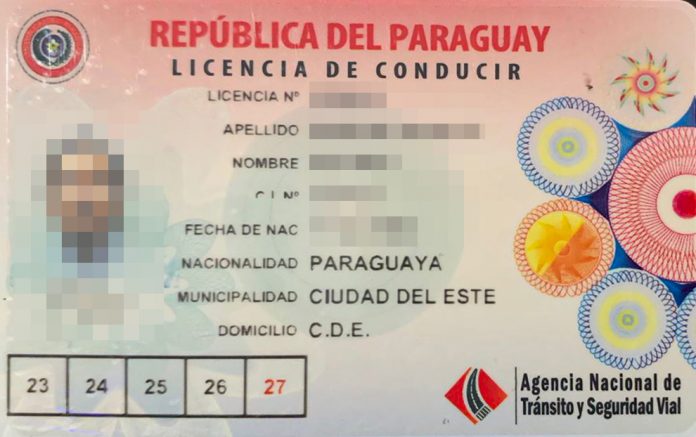 REPÚBLICA DEL PARAGUAY
LICENCIA DE CONDUCIR
LICENCIA Nº
APELLIDO
NOMBRE
C.I. Nº
FECHA DE NAC
NACIONALIDAD PARAGUAYA
MUNICIPALIDAD CIUDAD DEL ESTE
DOMICILIO C.D.E.
23 24 25 26 27
Agencia Nacional de
Tránsito y Seguridad Vial